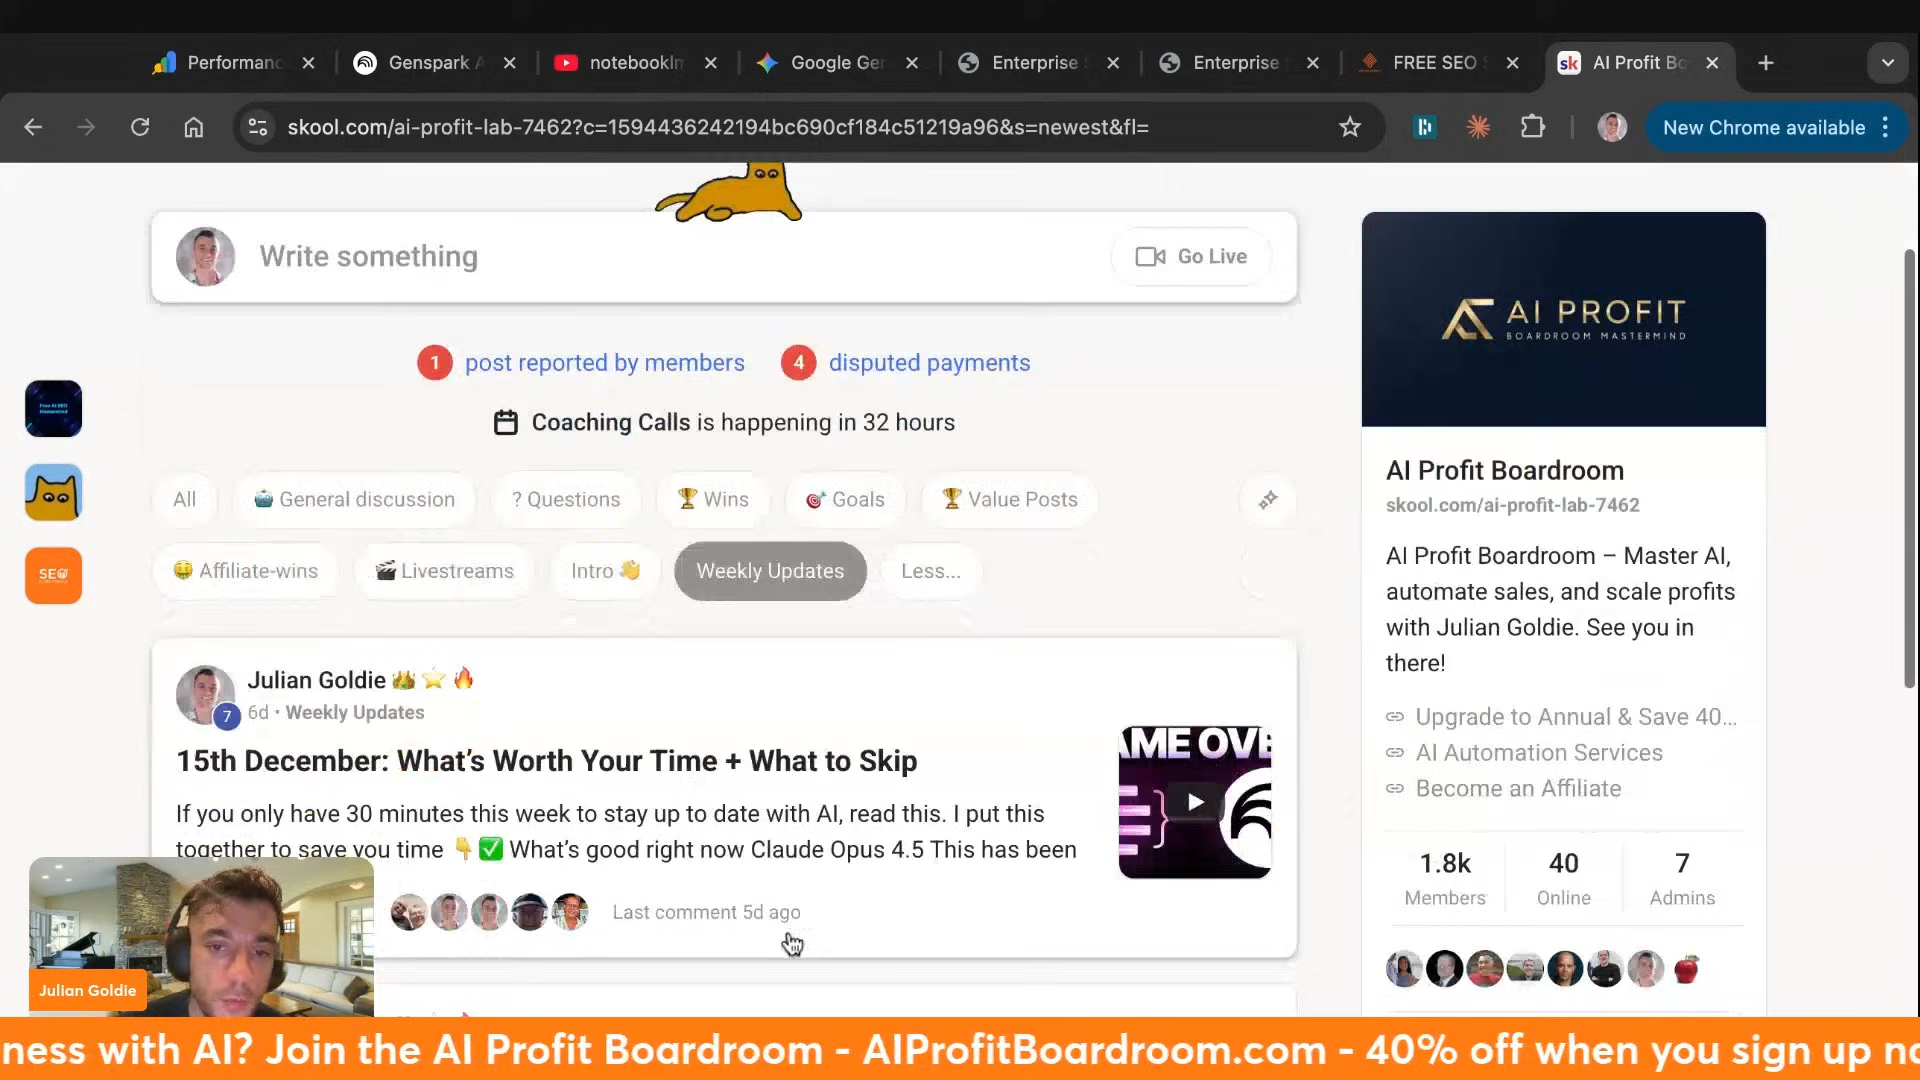 Performanc
Genspark A
notebooklm
Google Ger
Enterprise
Enterprise
FREE SEO
AI Profit Bo
skool.com/ai-profit-lab-7462?c=1594436242194bc690cf184c51219a96&s=newest&fl=
New Chrome available
Write something
Go Live
1 post reported by members 4 disputed payments
Coaching Calls is happening in 32 hours
All
General discussion
? Questions
Wins
Goals
Value Posts
Affiliate-wins
Livestreams
Intro
Weekly Updates
Less...
Julian Goldie
7
6d • Weekly Updates
15th December: What's Worth Your Time + What to Skip
If you only have 30 minutes this week to stay up to date with AI, read this. I put this
together to save you time 👇✅ What's good right now Claude Opus 4.5 This has been
AME OVE
Last comment 5d ago
Free AI SEO
Mastermind
SEO
AI PROFIT
BOARDROOM MASTERMIND
AI Profit Boardroom
skool.com/ai-profit-lab-7462
AI Profit Boardroom – Master AI,
automate sales, and scale profits
with Julian Goldie. See you in
there!
Upgrade to Annual & Save 40...
AI Automation Services
Become an Affiliate
1.8k
Members
40
Online
7
Admins
Julian Goldie
ness with AI? Join the AI Profit Boardroom - AIProfitBoardroom.com - 40% off when you sign up no